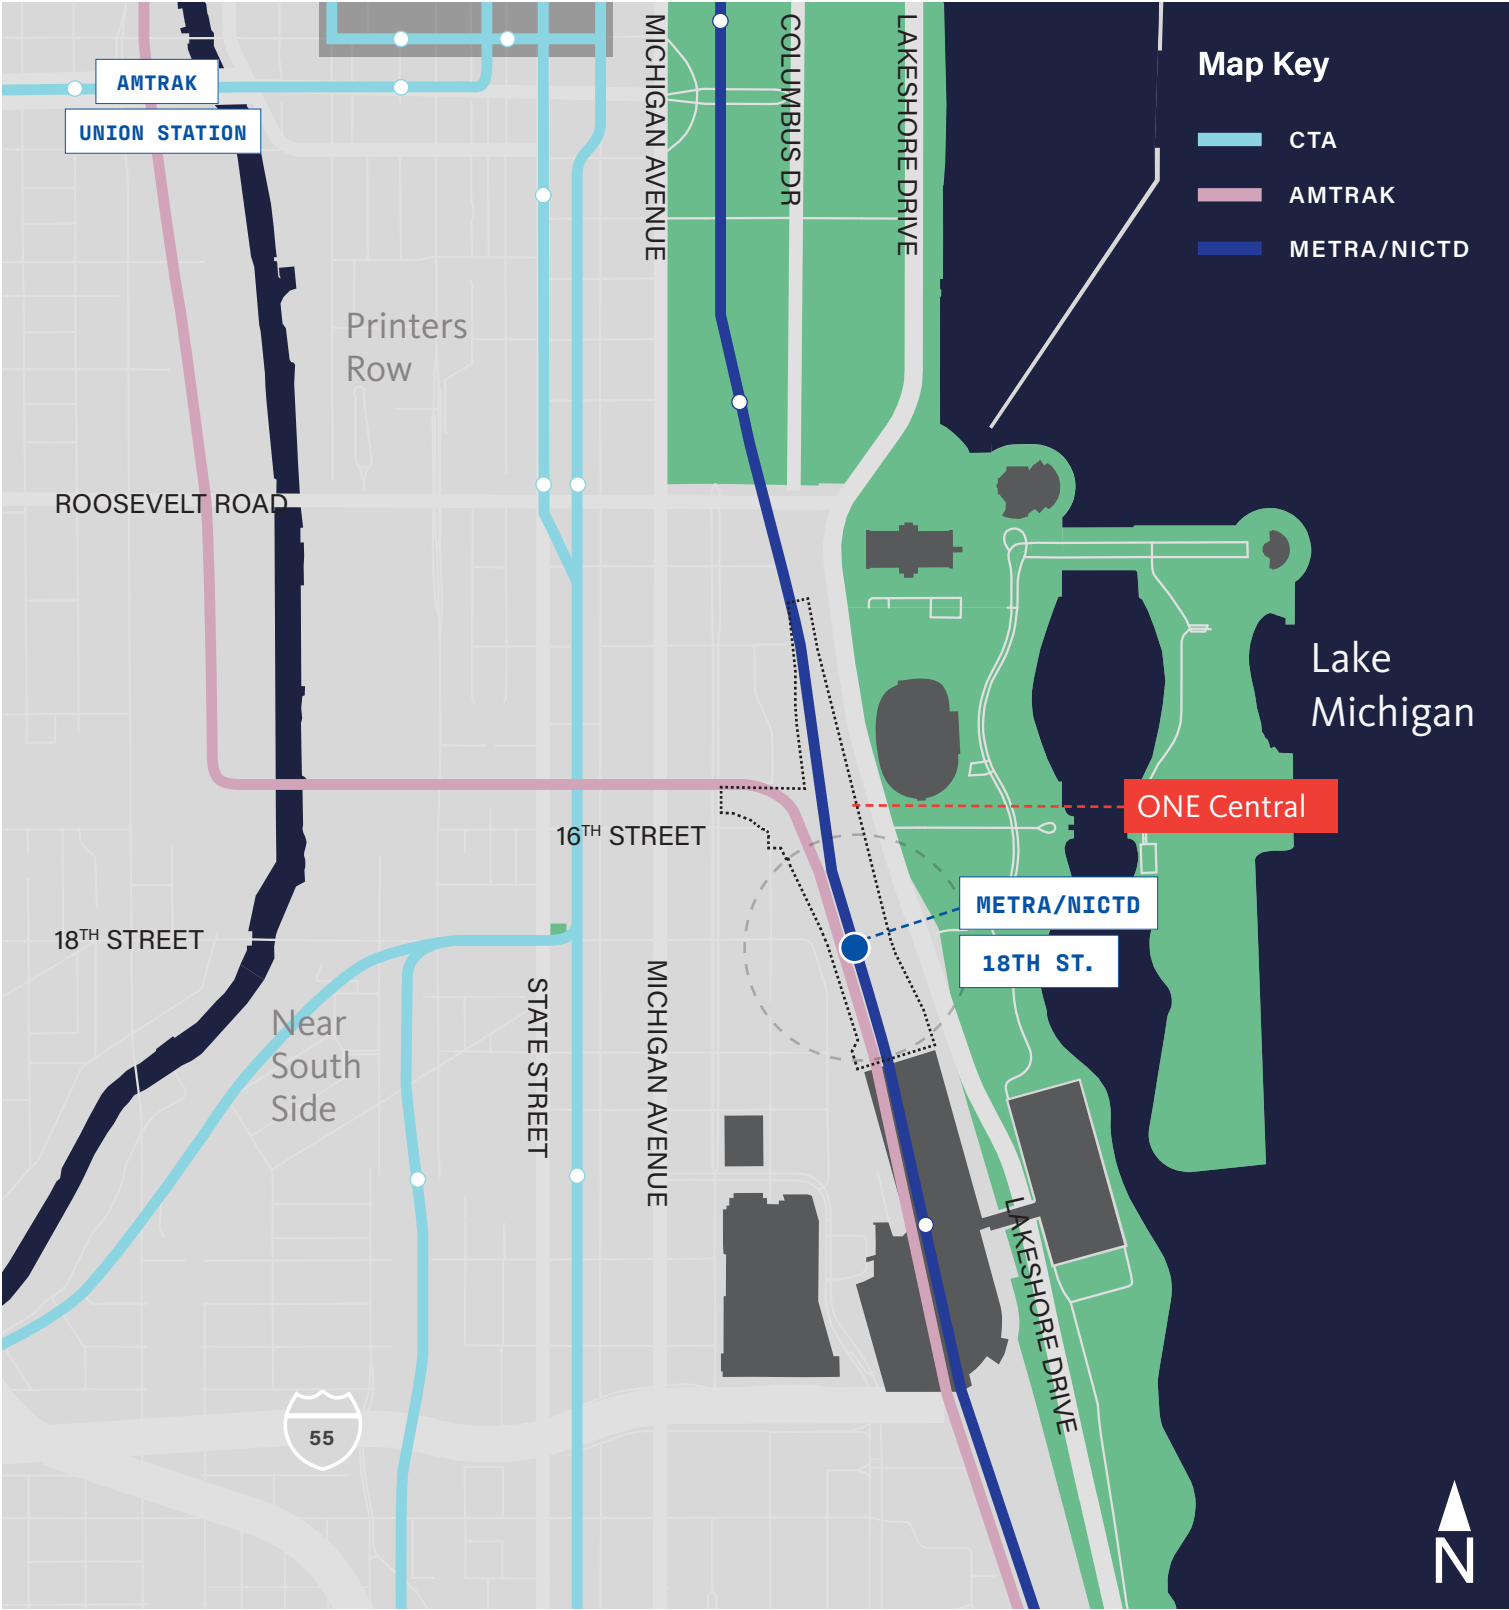 MICHIGAN AVENUE
COLUMBUS DR
LAKESHORE DRIVE
Map Key
CTA
AMTRAK
METRA/NICTD
AMTRAK
UNION STATION
Printers
Row
ROOSEVELT ROAD
Lake
Michigan
ONE Central
16TH STREET
METRA/NICTD
18TH ST.
18TH STREET
STATE STREET
MICHIGAN AVENUE
Near
South
Side
LAKESHORE DRIVE
55
N